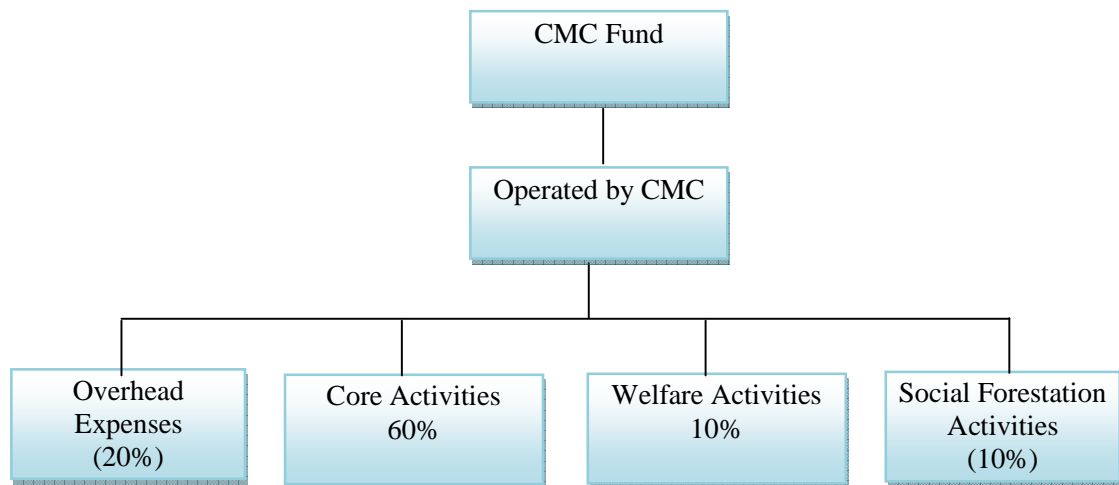 CMC Fund
Operated by CMC
Overhead
Expenses
(20%)
Core Activities
60%
Welfare Activities
10%
Social Forestation
Activities
(10%)